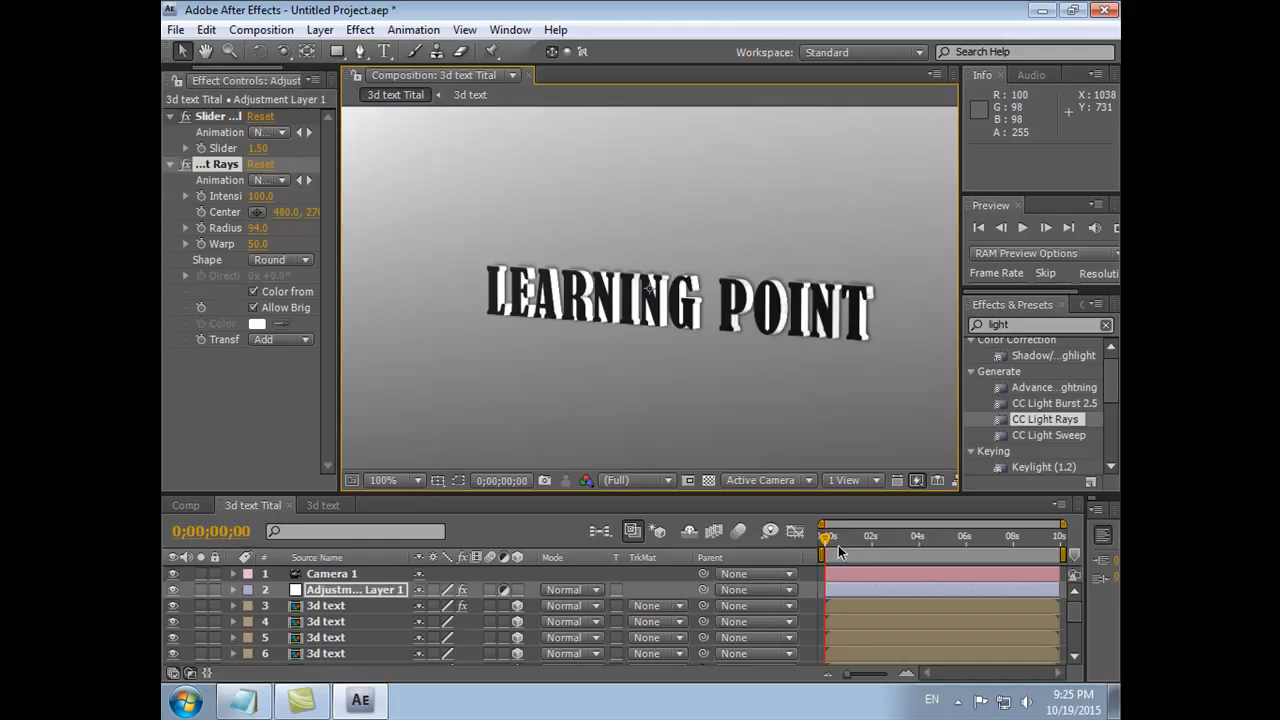 Adobe After Effects - Untitled Project.aep *
File Edit Composition Layer Effect Animation View Window Help
Workspace: Standard Search Help
Effect Controls: Adjust
3d text Tital • Adjustment Layer 1
Slider ...l Reset
Animation N...
Slider 1.50
...t Rays Reset
Animation N...
Intensi 100.0
Center 480.0, 270
Radius 94.0
Warp 50.0
Shape Round
Directi 0x +0.0°
Color from
Allow Brig
Color
Transf Add
Composition: 3d text Tital
3d text Tital 3d text
LEARNING POINT
100% 0;00;00;00 (Full) Active Camera 1 View
Info Audio
R: 100
G: 98
B: 98
A: 255
X: 1038
Y: 731
Preview
RAM Preview Options
Frame Rate Skip Resoluti
Effects & Presets
light
Color Correction
Shadow/...ghlight
Generate
Advance...ghtning
CC Light Burst 2.5
CC Light Rays
CC Light Sweep
Keying
Keylight (1.2)
Comp 3d text Tital 3d text
0;00;00;00
02s 04s 06s 08s 10s
# Source Name Mode T TrkMat Parent
1 Camera 1 None
2 Adjustm... Layer 1 Normal None
3 3d text Normal None None
4 3d text Normal None None
5 3d text Normal None None
6 3d text Normal None None
EN
9:25 PM
10/19/2015